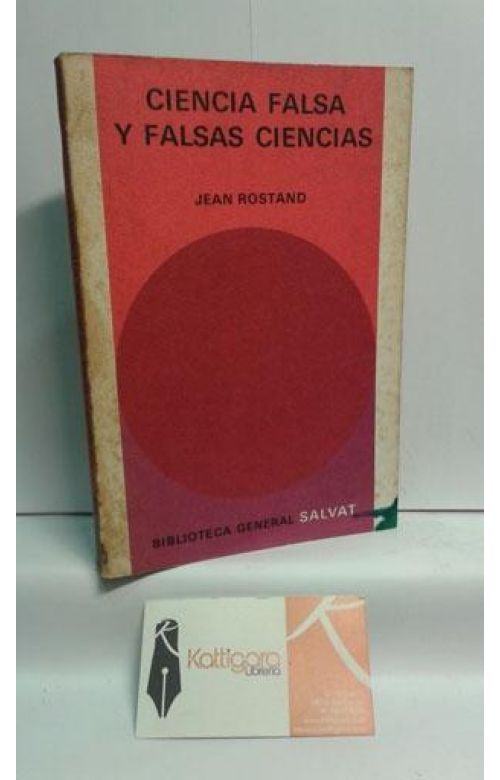 CIENCIA FALSA
Y FALSAS CIENCIAS
JEAN ROSTAND
BIBLIOTECA GENERAL SALVAT
Kattigara
Librería